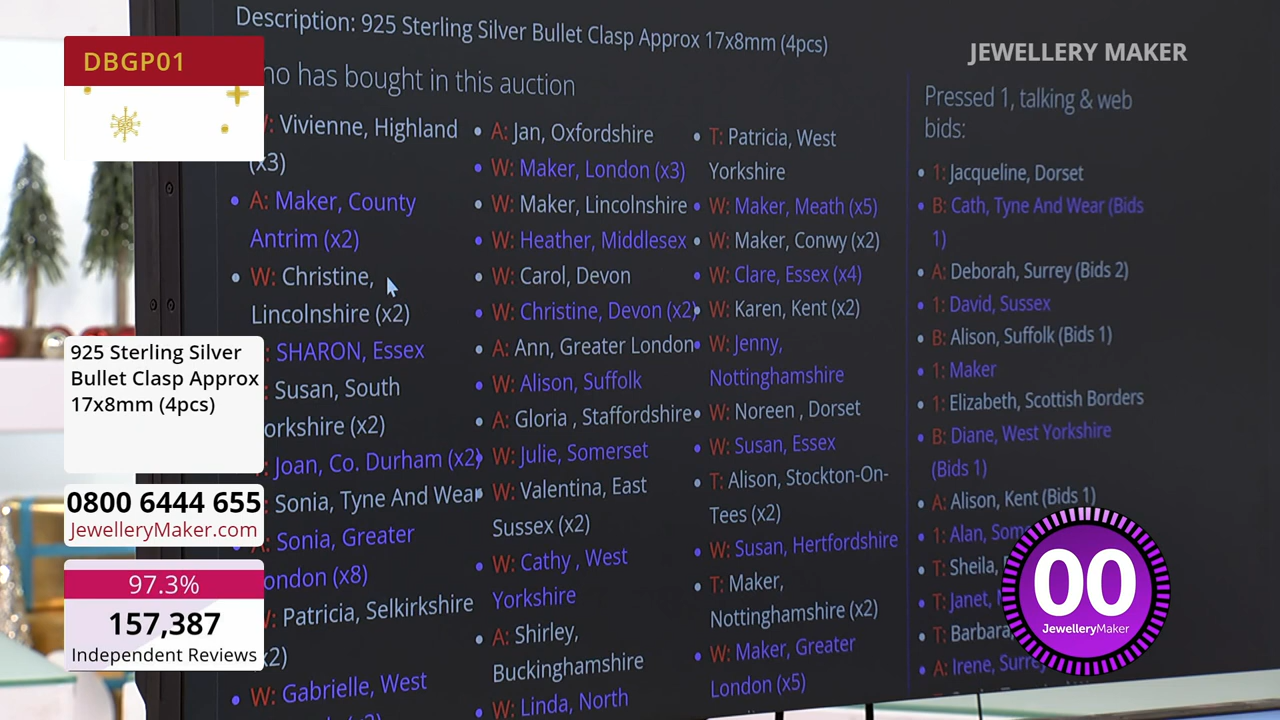 DBGP01
925 Sterling Silver
Bullet Clasp Approx
17x8mm (4pcs)
0800 6444 655
JewelleryMaker.com
97.3%
157,387
Independent Reviews
JEWELLERY MAKER
Description: 925 Sterling Silver Bullet Clasp Approx 17x8mm (4pcs)
has bought in this auction
Vivienne, Highland
(x3)
A: Maker, County
Antrim (x2)
W: Christine,
Lincolnshire (x2)
SHARON, Essex
Susan, South
(x2)
Joan, Co. Durham (x2)
Sonia, Tyne And Wear
Sonia, Greater
(x8)
Patricia, Selkirkshire
W: Gabrielle, West
A: Jan, Oxfordshire
W: Maker, London (x3)
W: Maker, Lincolnshire
W: Heather, Middlesex
W: Carol, Devon
W: Christine, Devon (x2)
A: Ann, Greater London
W: Alison, Suffolk
A: Gloria , Staffordshire
W: Julie, Somerset
W: Valentina, East
Sussex (x2)
W: Cathy , West
Yorkshire
A: Shirley,
Buckinghamshire
W: Linda, North
T: Patricia, West
Yorkshire
W: Maker, Meath (x5)
W: Maker, Conwy (x2)
W: Clare, Essex (x4)
W: Karen, Kent (x2)
W: Jenny,
Nottinghamshire
W: Noreen , Dorset
W: Susan, Essex
T: Alison, Stockton-On-
Tees (x2)
W: Susan, Hertfordshire
T: Maker,
Nottinghamshire (x2)
W: Maker, Greater
London (x5)
Pressed 1, talking & web
bids:
1: Jacqueline, Dorset
B: Cath, Tyne And Wear (Bids
1)
A: Deborah, Surrey (Bids 2)
1: David, Sussex
B: Alison, Suffolk (Bids 1)
1: Maker
1: Elizabeth, Scottish Borders
B: Diane, West Yorkshire
(Bids 1)
A: Alison, Kent (Bids 1)
1: Alan,
T: Sheila,
T: Janet,
T: Barbara,
A: Irene,
00
JewelleryMaker